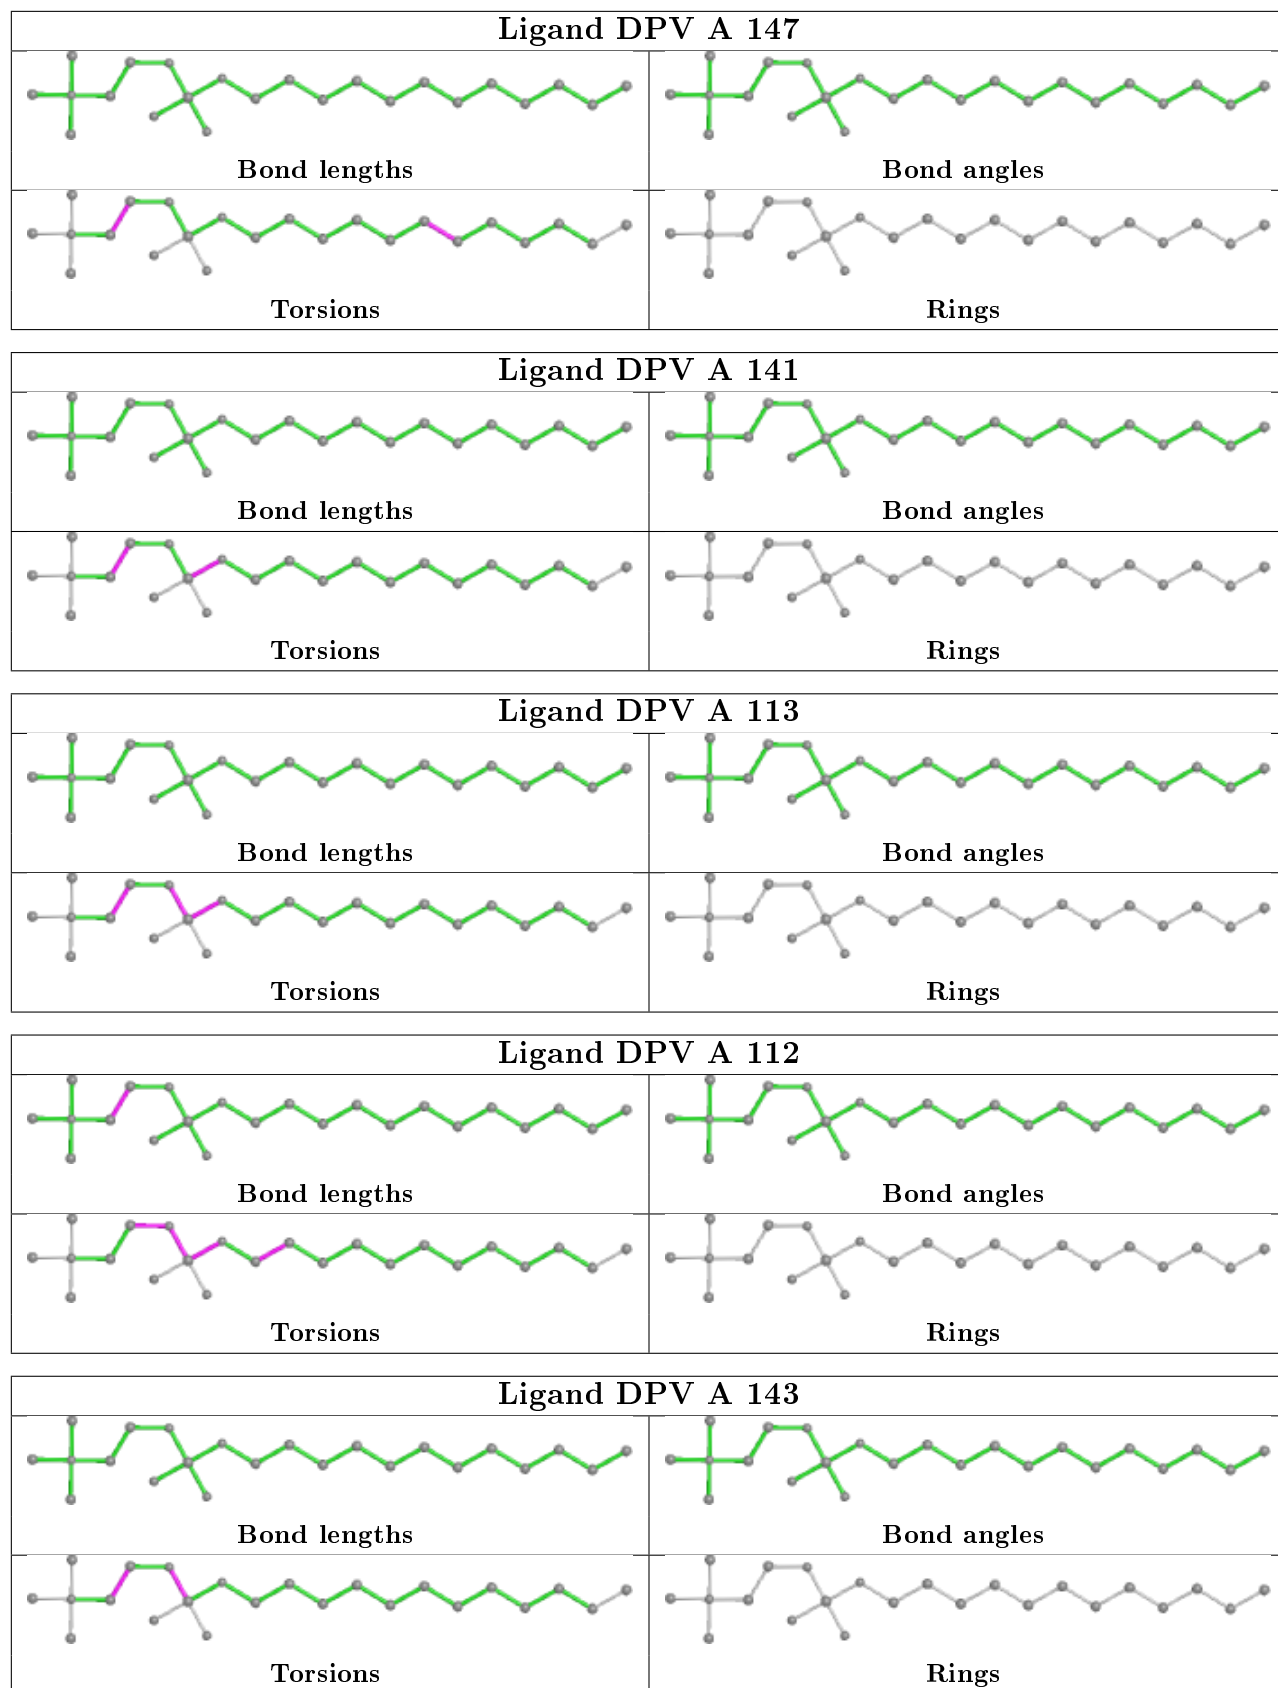 Ligand DPV A 147
Bond lengths
Bond angles
Torsions
Rings
Ligand DPV A 141
Bond lengths
Bond angles
Torsions
Rings
Ligand DPV A 113
Bond lengths
Bond angles
Torsions
Rings
Ligand DPV A 112
Bond lengths
Bond angles
Torsions
Rings
Ligand DPV A 143
Bond lengths
Bond angles
Torsions
Rings